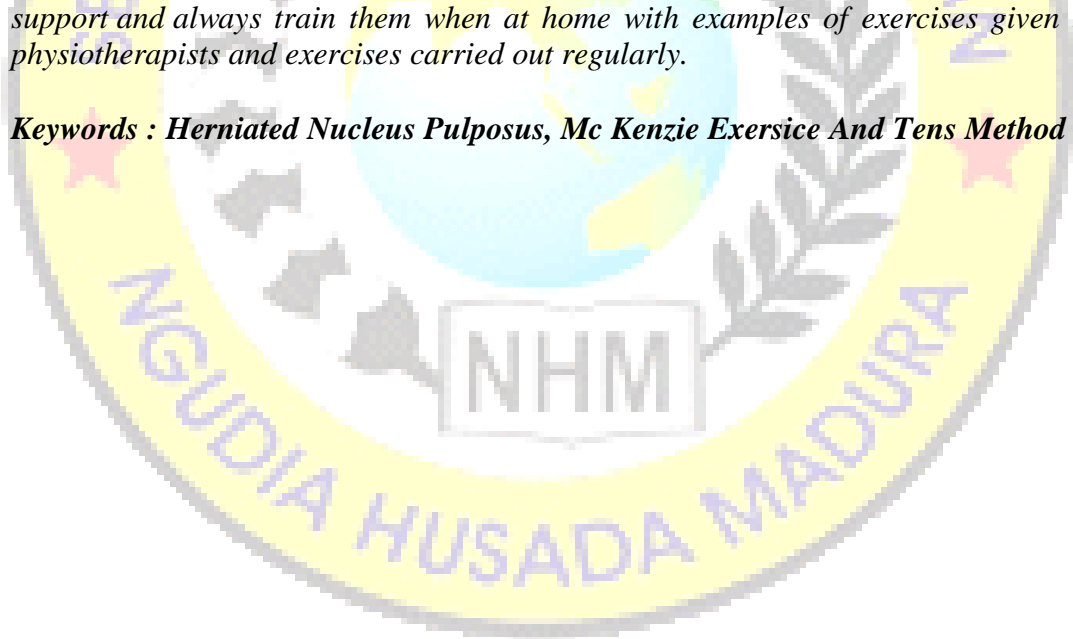 support and always train them when at home with examples of exercises given
physiotherapists and exercises carried out regularly.
Keywords : Herniated Nucleus Pulposus, Mc Kenzie Exersice And Tens Method
NHM
NGUDIA HUSADA MADURA